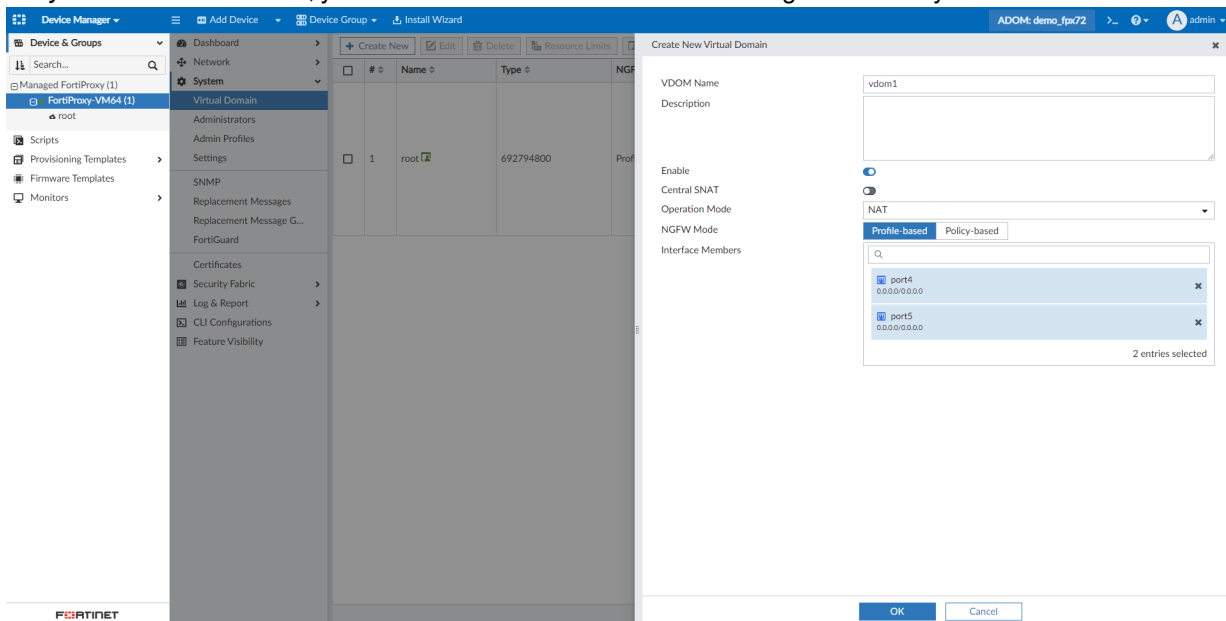 Device Manager
Add Device
Device Group
Install Wizard
ADOM: demo_fpx72
admin
Device & Groups
Search...
Managed FortiProxy (1)
FortiProxy-VM64 (1)
root
Scripts
Provisioning Templates
Firmware Templates
Monitors
FORTINET
Dashboard
Network
System
Virtual Domain
Administrators
Admin Profiles
Settings
SNMP
Replacement Messages
Replacement Message G...
FortiGuard
Certificates
Security Fabric
Log & Report
CLI Configurations
Feature Visibility
+ Create New Edit Delete Resource Limits
# Name Type NGF
1 root 692794800 Prof
Create New Virtual Domain
VDOM Name vdom1
Description
Enable
Central SNAT
Operation Mode NAT
NGFW Mode Profile-based Policy-based
Interface Members
port4
0.0.0.0/0.0.0.0
port5
0.0.0.0/0.0.0.0
2 entries selected
OK Cancel